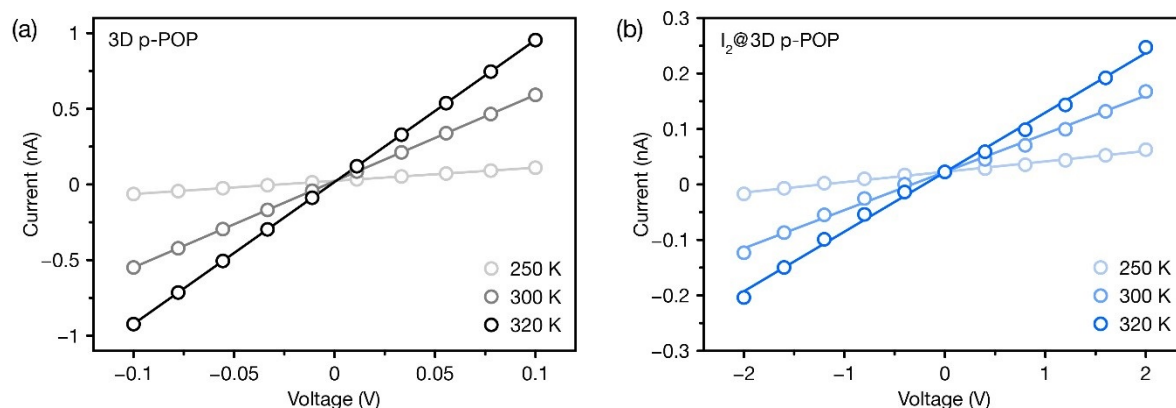 (a)
3D p-POP
Current (nA)
1
0.5
0
−0.5
−1
250 K
300 K
320 K
−0.1
−0.05
0
0.05
0.1
Voltage (V)
(b)
I₂@3D p-POP
Current (nA)
0.3
0.2
0.1
0
−0.1
−0.2
−0.3
250 K
300 K
320 K
−2
−1
0
1
2
Voltage (V)